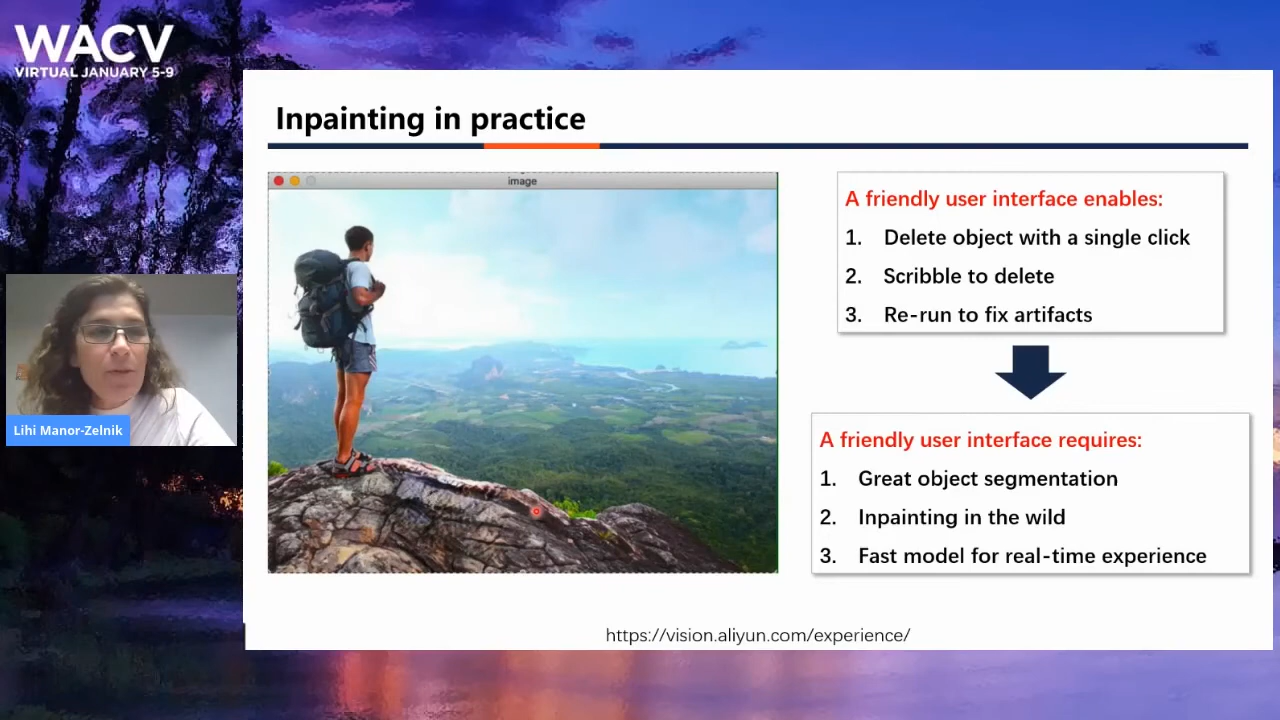 WACV
VIRTUAL JANUARY 5-9
Inpainting in practice
image
A friendly user interface enables:
1. Delete object with a single click
2. Scribble to delete
3. Re-run to fix artifacts
A friendly user interface requires:
1. Great object segmentation
2. Inpainting in the wild
3. Fast model for real-time experience
Lihi Manor-Zelnik
https://vision.aliyun.com/experience/